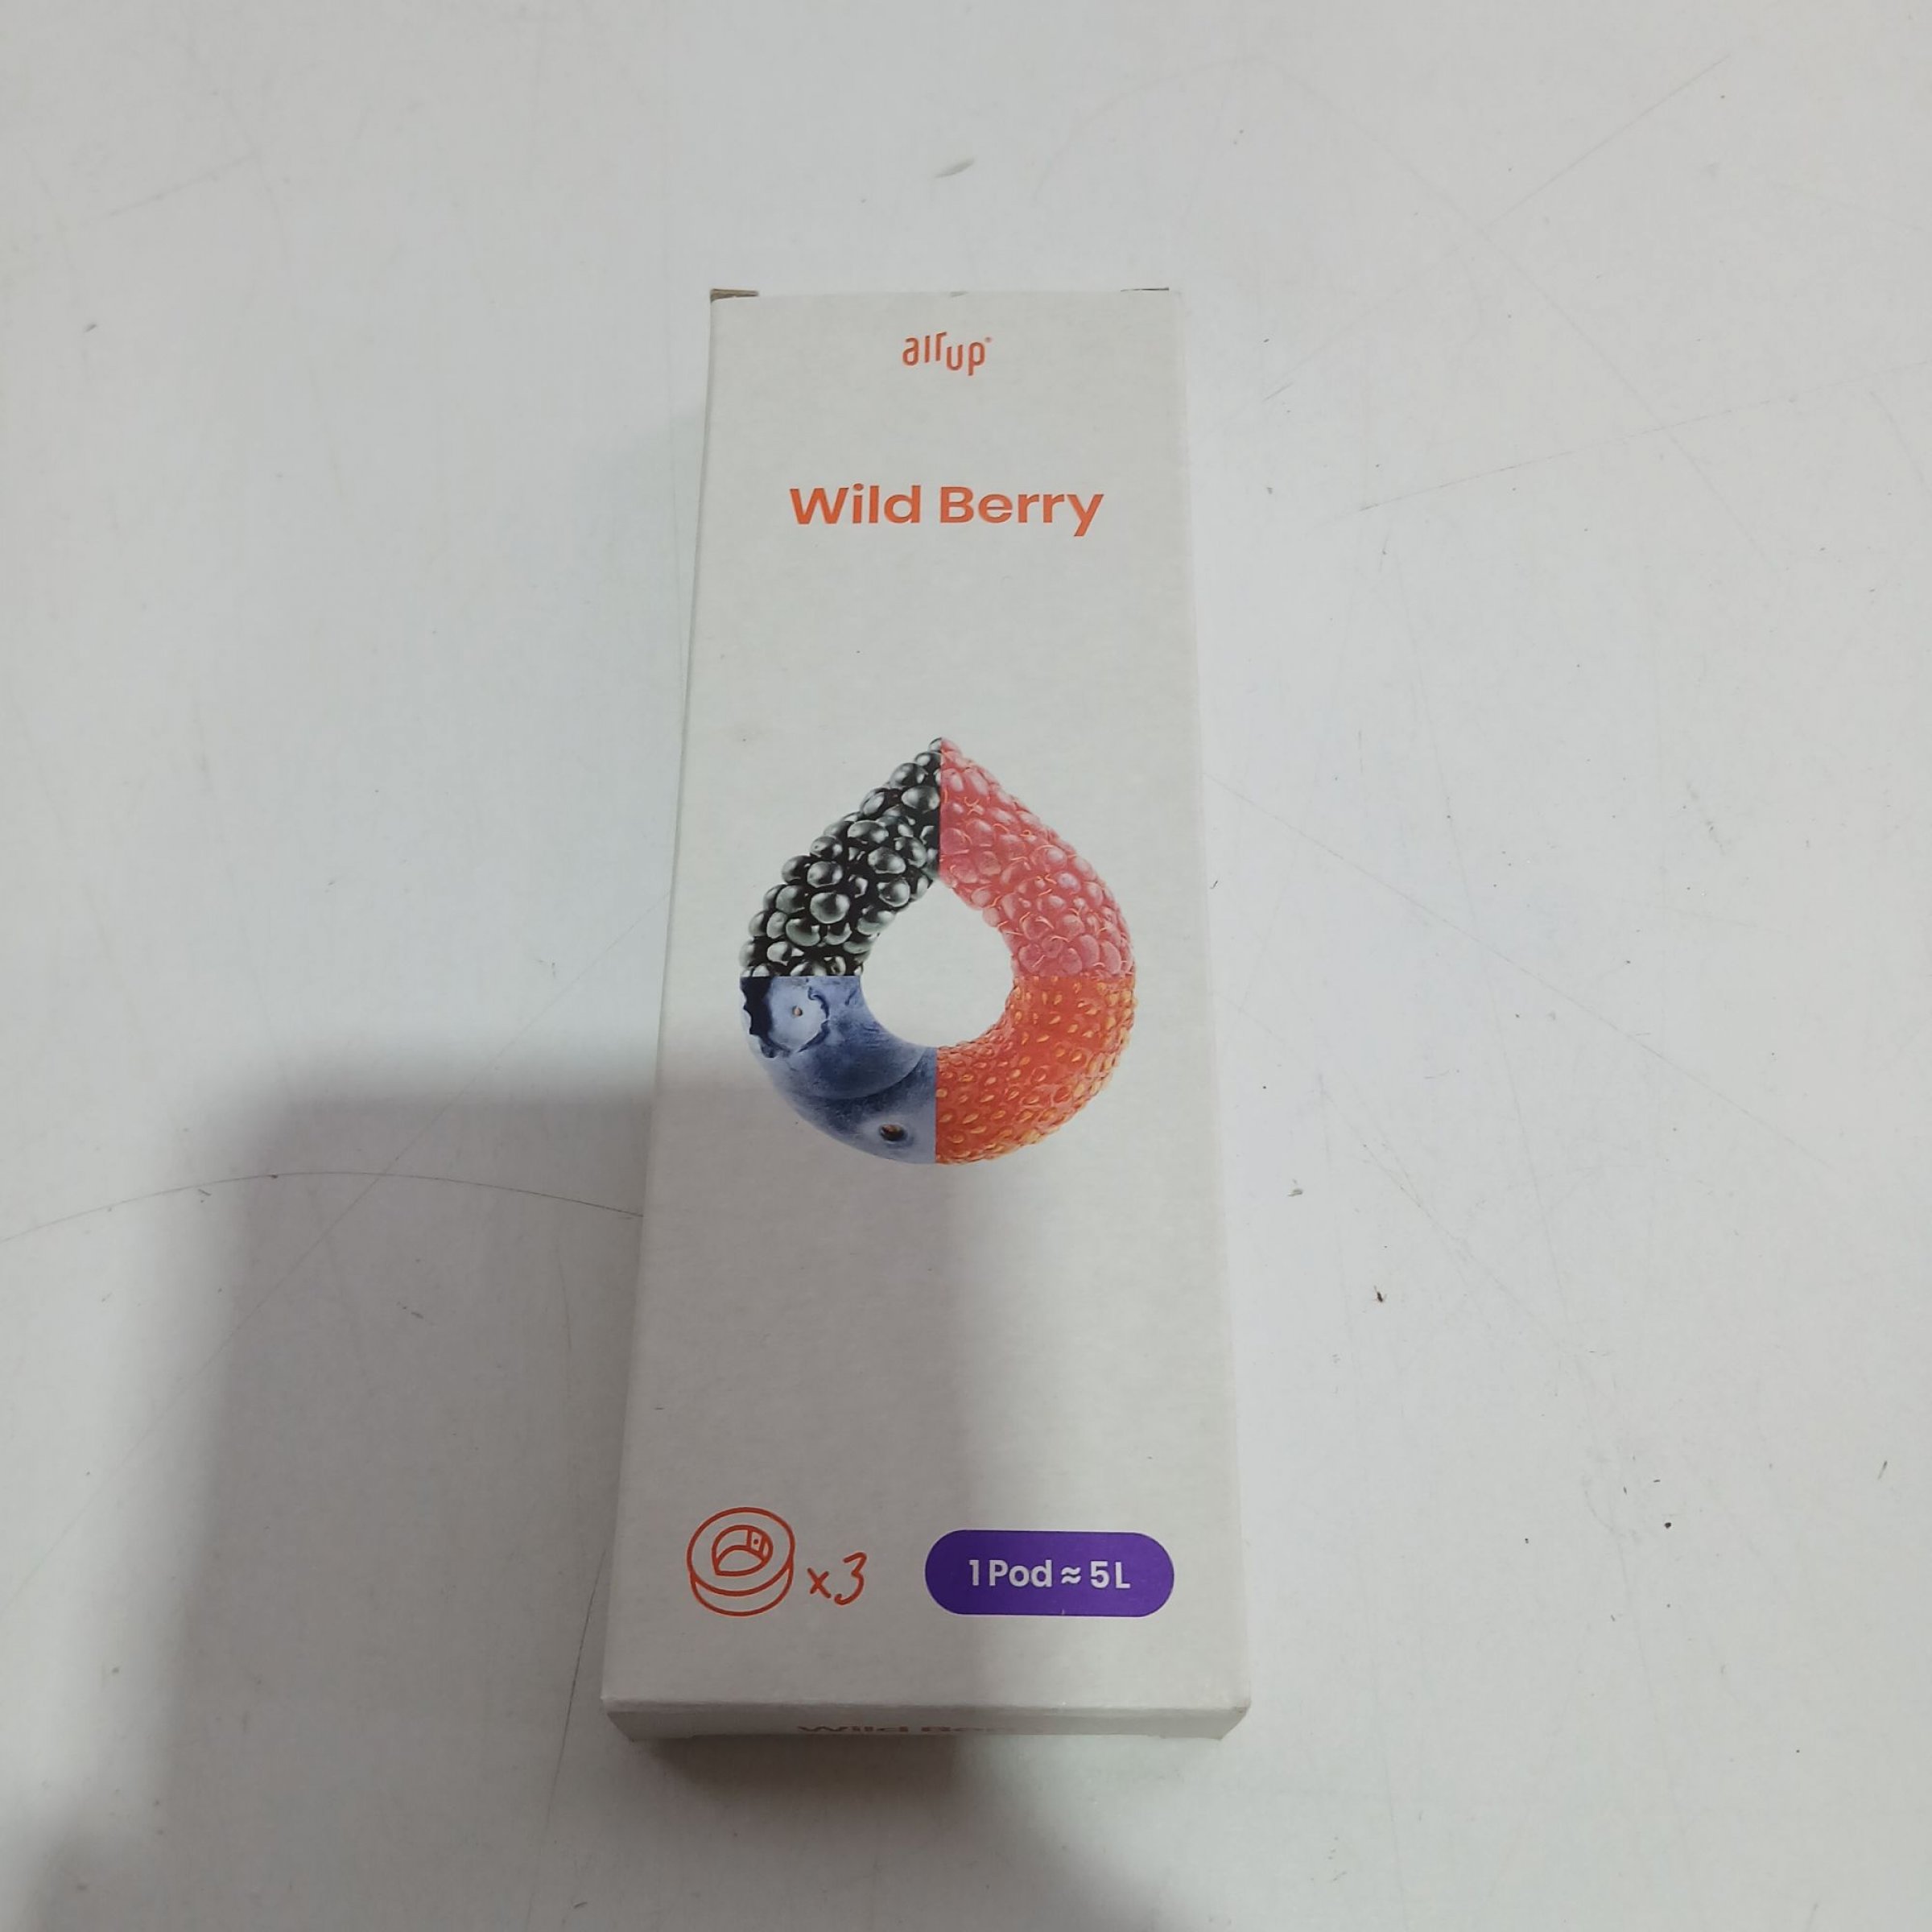 air up®
Wild Berry
x3
1 Pod ≈ 5L